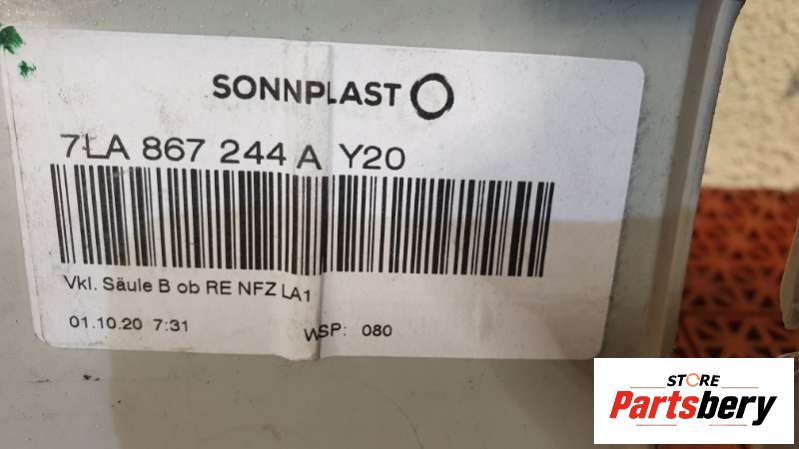 SONNPLAST
7LA 867 244 A Y20
Vkl. Säule B ob RE NFZ LA1
01.10.20 7:31 WSP: 080
STORE
Partsbery